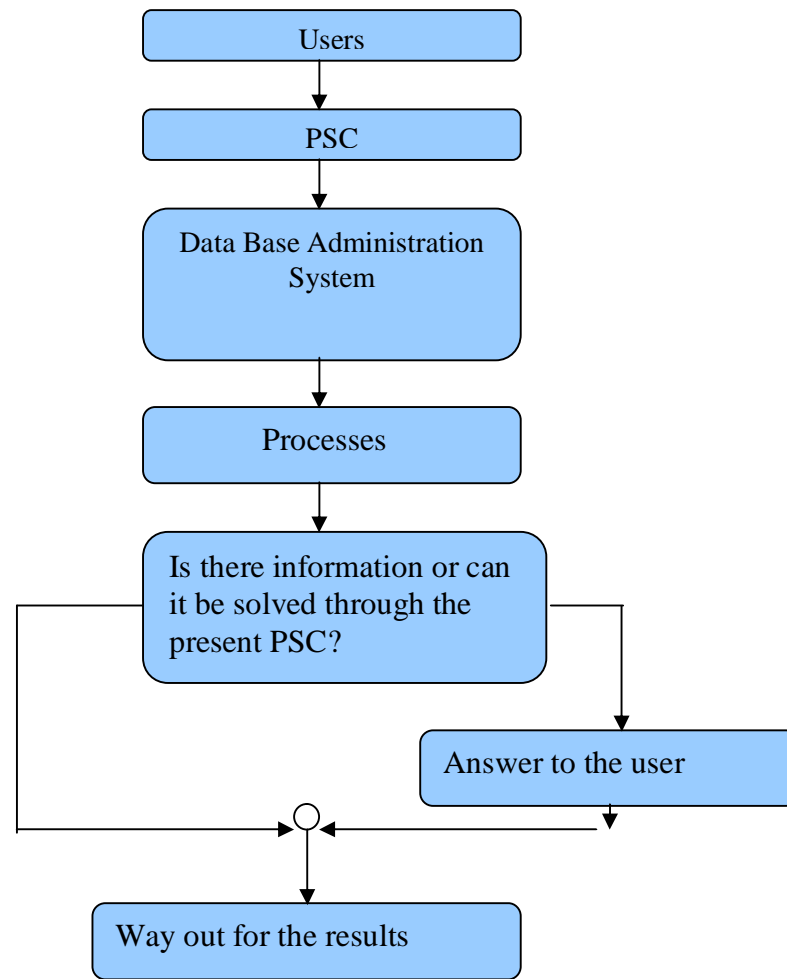 Users
PSC
Data Base Administration
System
Processes
Is there information or can
it be solved through the
present PSC?
Answer to the user
Way out for the results